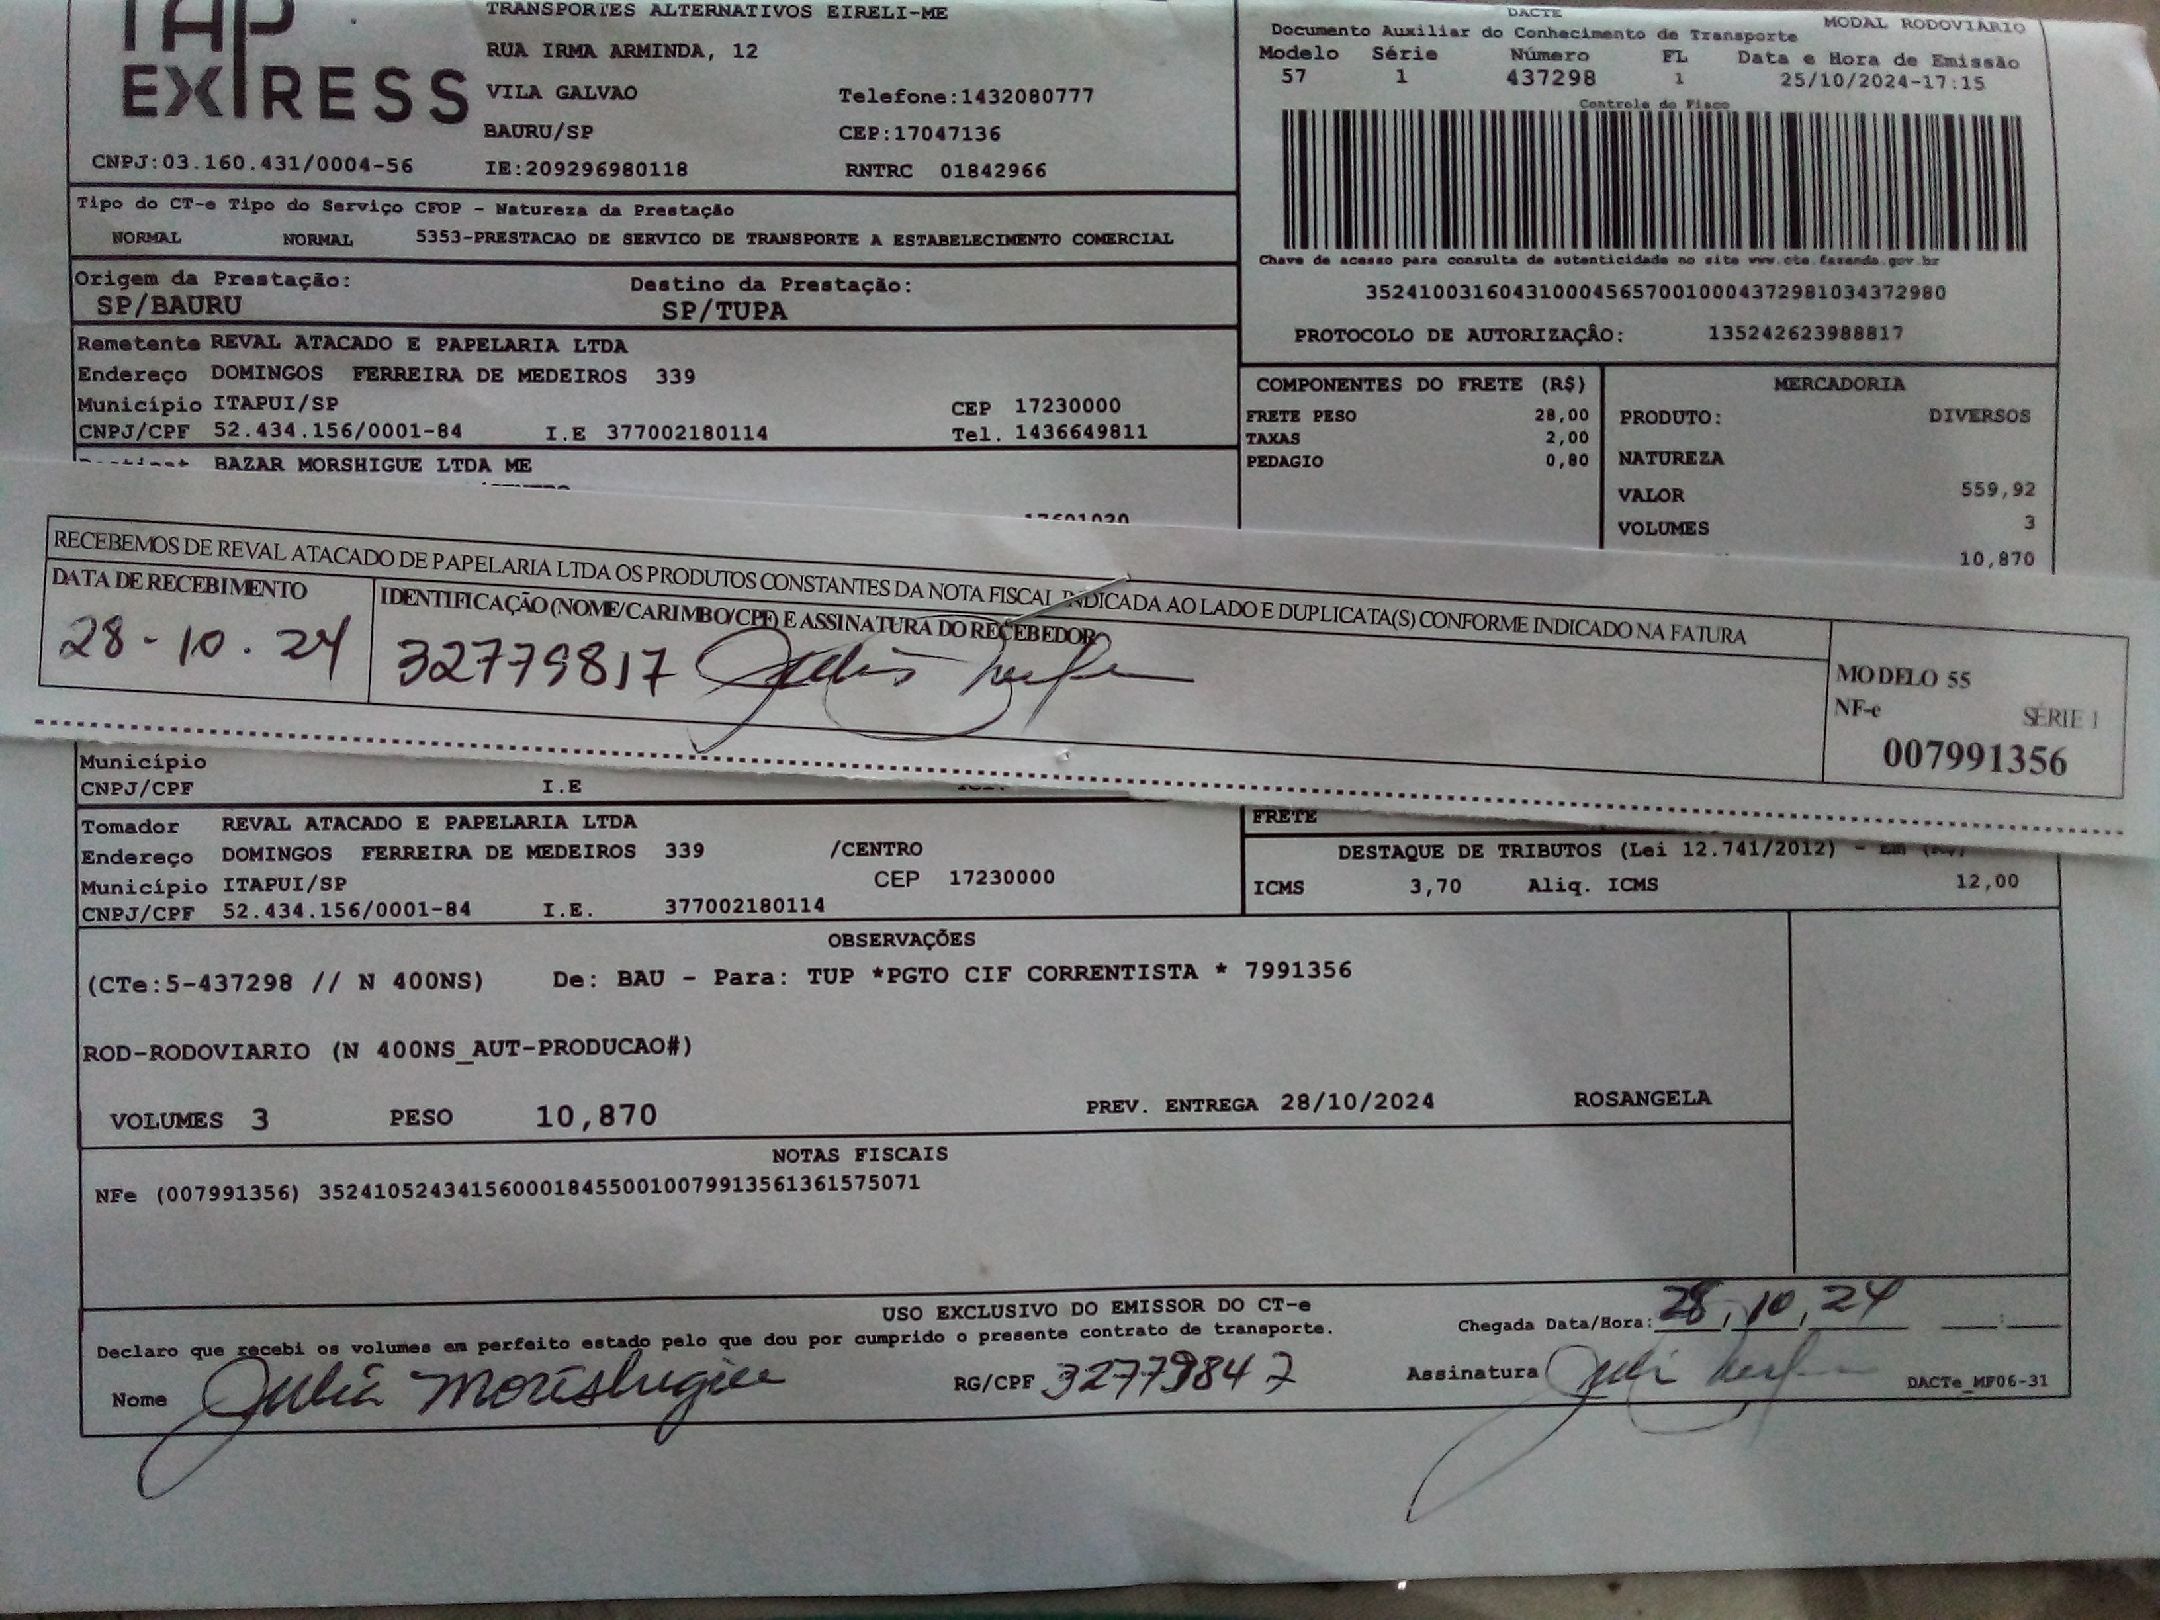 TAP
EXPRESS
TRANSPORTES ALTERNATIVOS EIRELI-ME
RUA IRMA ARMINDA, 12
VILA GALVAO Telefone:1432080777
BAURU/SP CEP:17047136
CNPJ:03.160.431/0004-56 IE:209296980118 RNTRC 01842966
DACTE MODAL RODOVIÁRIO
Documento Auxiliar do Conhecimento de Transporte
Modelo Série Número FL Data e Hora de Emissão
57 1 437298 1 25/10/2024-17:15
Controle do Fisco
Chave de acesso para consulta de autenticidade no site www.cte.fazenda.gov.br
35241003160431000456570010004372981034372980
PROTOCOLO DE AUTORIZAÇÃO: 135242623988817
Tipo do CT-e Tipo do Serviço CFOP - Natureza da Prestação
NORMAL NORMAL 5353-PRESTACAO DE SERVICO DE TRANSPORTE A ESTABELECIMENTO COMERCIAL
Origem da Prestação: Destino da Prestação:
SP/BAURU SP/TUPA
Remetente REVAL ATACADO E PAPELARIA LTDA
Endereço DOMINGOS FERREIRA DE MEDEIROS 339
Município ITAPUI/SP CEP 17230000
CNPJ/CPF 52.434.156/0001-84 I.E 377002180114 Tel. 1436649811
BAZAR MORSHIGUE LTDA ME
COMPONENTES DO FRETE (R$)
FRETE PESO 28,00
TAXAS 2,00
PEDAGIO 0,80
MERCADORIA
PRODUTO: DIVERSOS
NATUREZA
VALOR 559,92
VOLUMES 3
10,870
RECEBEMOS DE REVAL ATACADO DE PAPELARIA LTDA OS PRODUTOS CONSTANTES DA NOTA FISCAL INDICADA AO LADO E DUPLICATA(S) CONFORME INDICADO NA FATURA
DATA DE RECEBIMENTO IDENTIFICAÇÃO (NOME/CARIMBO/CPF) E ASSINATURA DO RECEBEDOR
28-10.24 32779817
MODELO 55
NF-e SÉRIE 1
007991356
Município
CNPJ/CPF I.E
Tomador REVAL ATACADO E PAPELARIA LTDA
Endereço DOMINGOS FERREIRA DE MEDEIROS 339 /CENTRO
Município ITAPUI/SP CEP 17230000
CNPJ/CPF 52.434.156/0001-84 I.E. 377002180114
FRETE
DESTAQUE DE TRIBUTOS (Lei 12.741/2012) - Em (R$)
ICMS 3,70 Aliq. ICMS 12,00
OBSERVAÇÕES
(CTe:5-437298 // N 400NS) De: BAU - Para: TUP *PGTO CIF CORRENTISTA * 7991356
ROD-RODOVIARIO (N 400NS_AUT-PRODUCAO#)
VOLUMES 3 PESO 10,870 PREV. ENTREGA 28/10/2024 ROSANGELA
NOTAS FISCAIS
NFe (007991356) 35241052434156000184550010079913561361575071
USO EXCLUSIVO DO EMISSOR DO CT-e
Declaro que recebi os volumes em perfeito estado pelo que dou por cumprido o presente contrato de transporte.
Chegada Data/Hora: 28,10,24 :
Nome Julia Morishigue RG/CPF 32779847 Assinatura DACTe_MF06-31